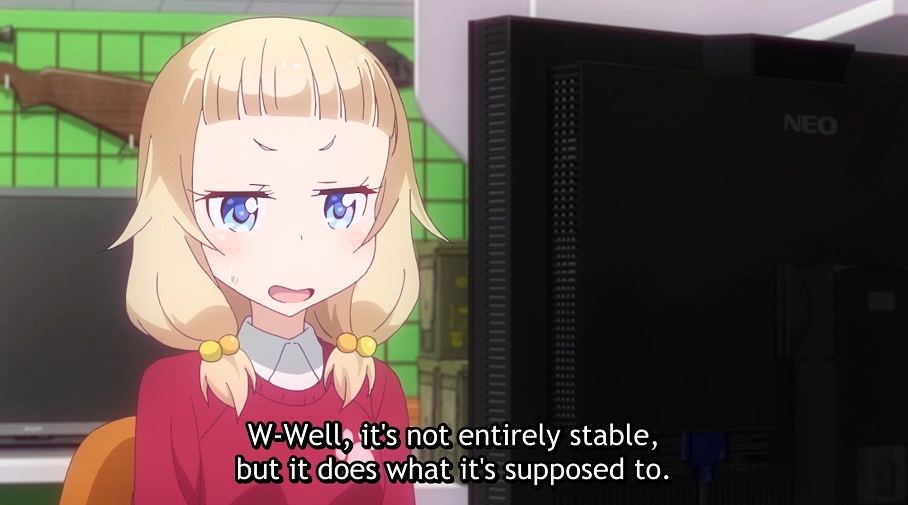 NEO
W-Well, it's not entirely stable,
but it does what it's supposed to.